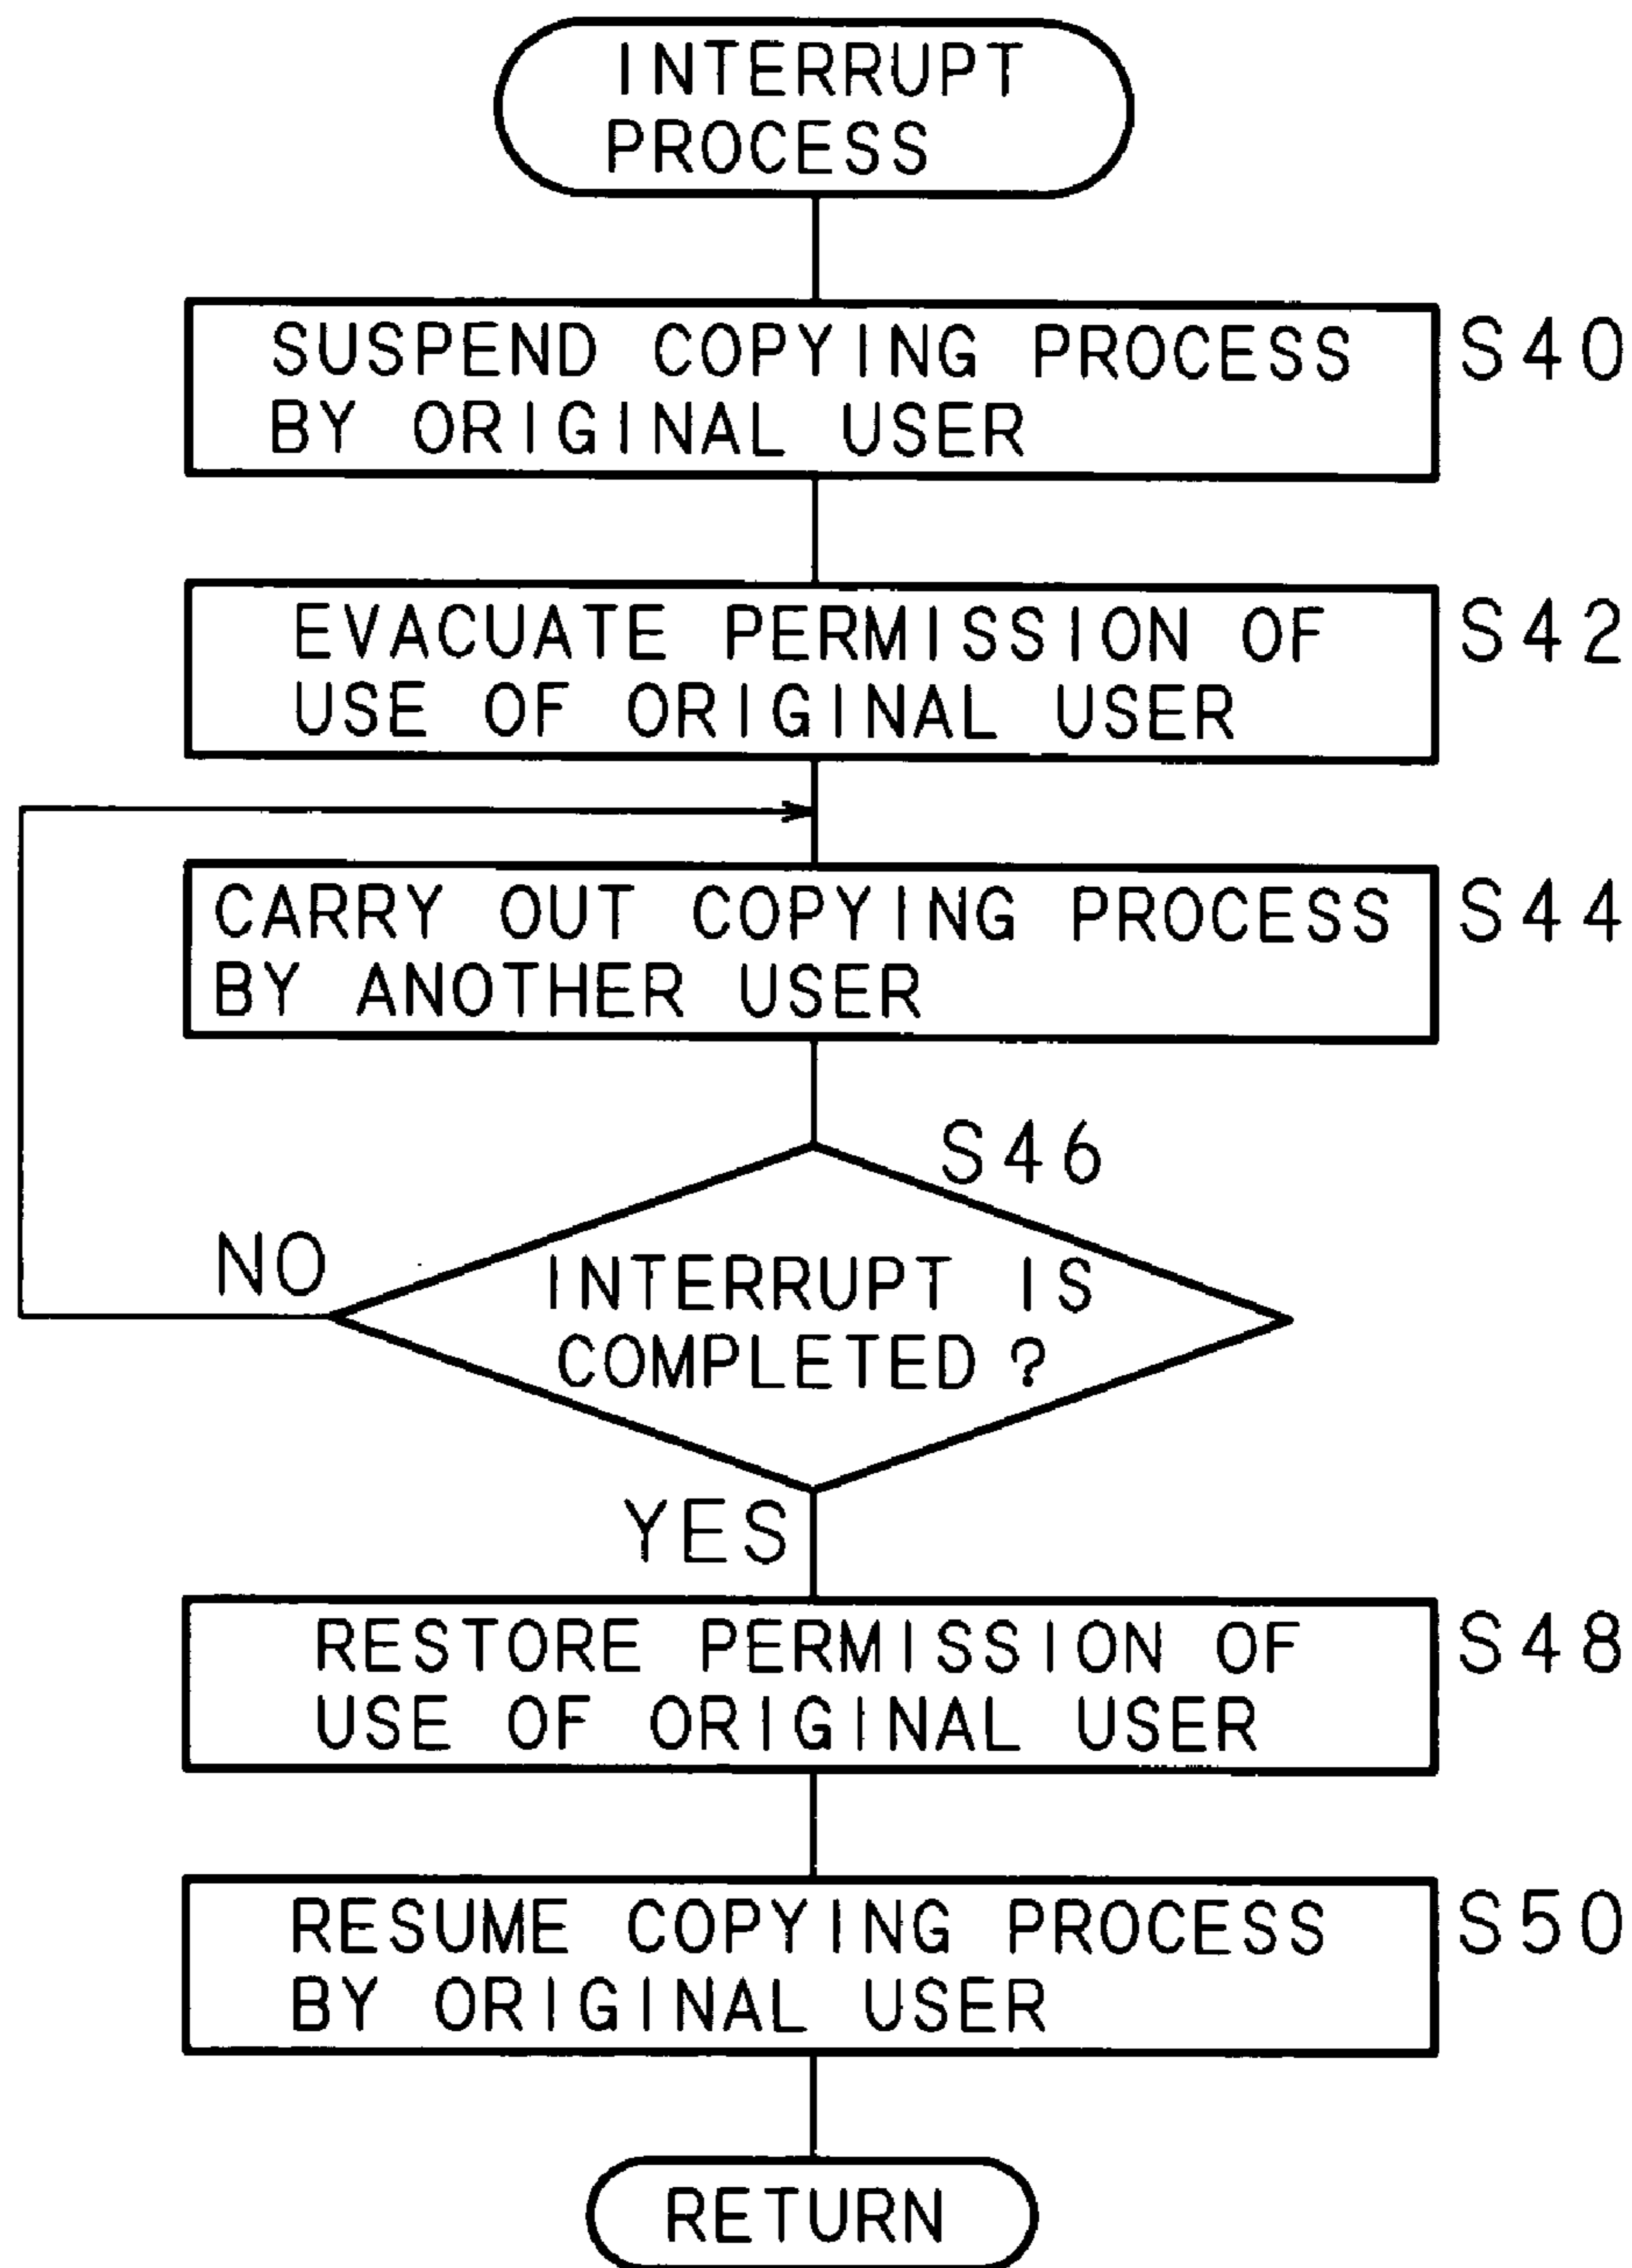 INTERRUPT
PROCESS
SUSPEND COPYING PROCESS
BY ORIGINAL USER
S40
EVACUATE PERMISSION OF
USE OF ORIGINAL USER
S42
CARRY OUT COPYING PROCESS
BY ANOTHER USER
S44
S46
NO
INTERRUPT IS
COMPLETED?
YES
RESTORE PERMISSION OF
USE OF ORIGINAL USER
S48
RESUME COPYING PROCESS
BY ORIGINAL USER
S50
RETURN